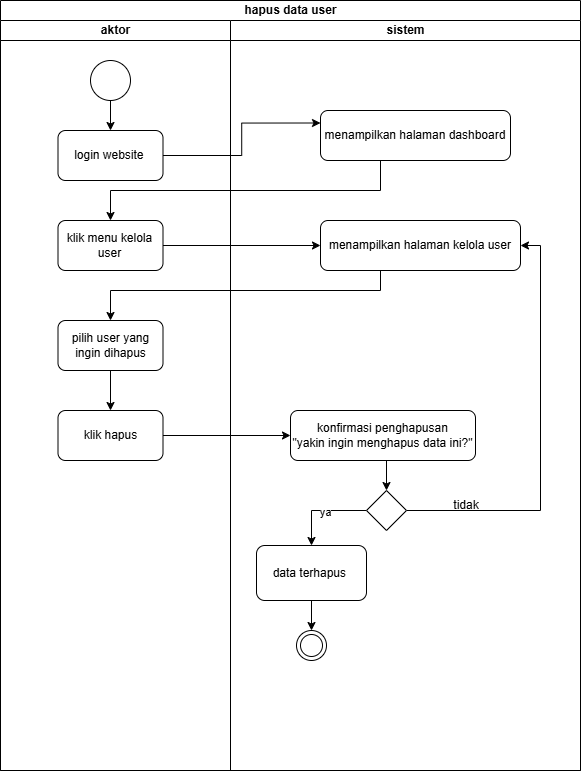 hapus data user
aktor
sistem
login website
menampilkan halaman dashboard
klik menu kelola
user
menampilkan halaman kelola user
pilih user yang
ingin dihapus
klik hapus
konfirmasi penghapusan
"yakin ingin menghapus data ini?"
ya
tidak
data terhapus